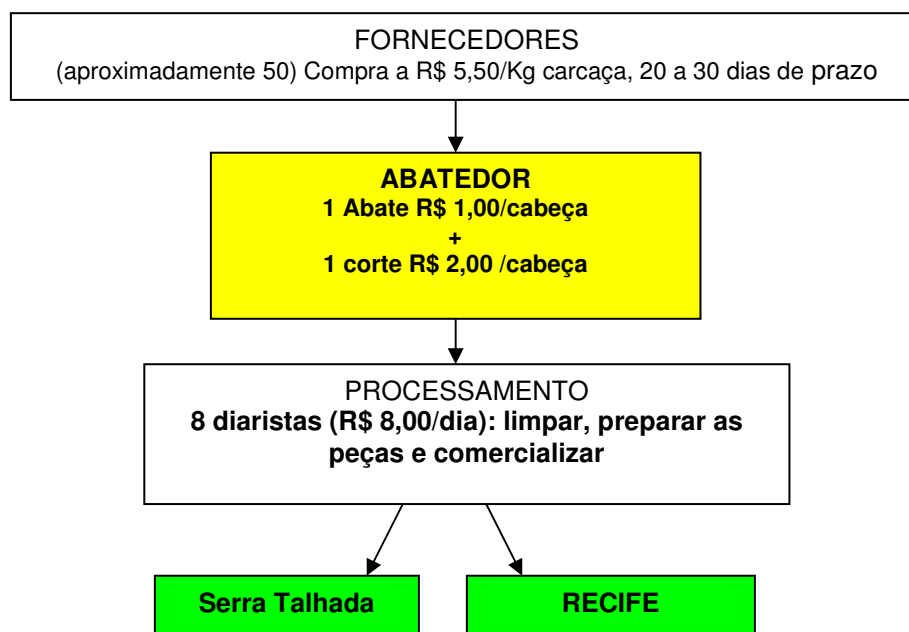 FORNECEDORES
(aproximadamente 50) Compra a R$ 5,50/Kg carcaça, 20 a 30 dias de prazo
ABATEDOR
1 Abate R$ 1,00/cabeça
+
1 corte R$ 2,00 /cabeça
PROCESSAMENTO
8 diaristas (R$ 8,00/dia): limpar, preparar as
peças e comercializar
Serra Talhada
RECIFE